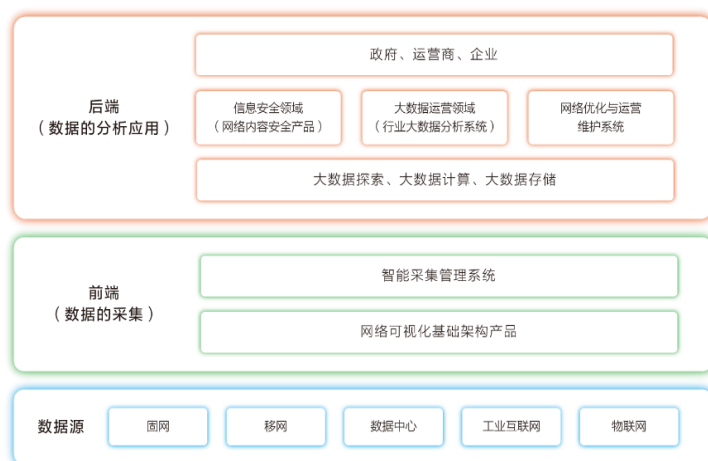 政府、运营商、企业
后端
（数据的分析应用）
信息安全领域
（网络内容安全产品）
大数据运营领域
（行业大数据分析系统）
网络优化与运营
维护系统
大数据探索、大数据计算、大数据存储
前端
（数据的采集）
智能采集管理系统
网络可视化基础架构产品
数据源
固网
移网
数据中心
工业互联网
物联网